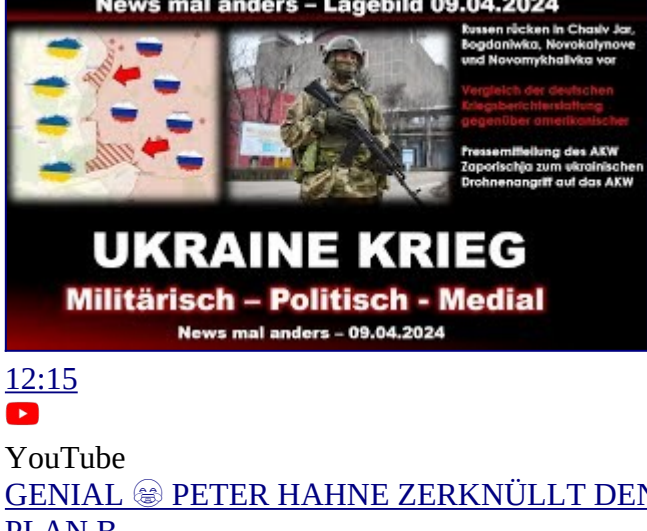 News mal anders – Lagebild 09.04.2024
Russen rücken in Chasiv Jar,
Bogdaniwka, Novokalynove
und Novomykhalivka vor
Vergleich der deutschen
Kriegsberichterstattung
gegenüber amerikanischer
Pressemitteilung des AKW
Zaporischja zum ukrainischen
Drohnenangriff auf das AKW
UKRAINE KRIEG
Militärisch – Politisch - Medial
News mal anders – 09.04.2024
12:15
YouTube
GENIAL 😂 PETER HAHNE ZERKNÜLLT DEN
PLAN B